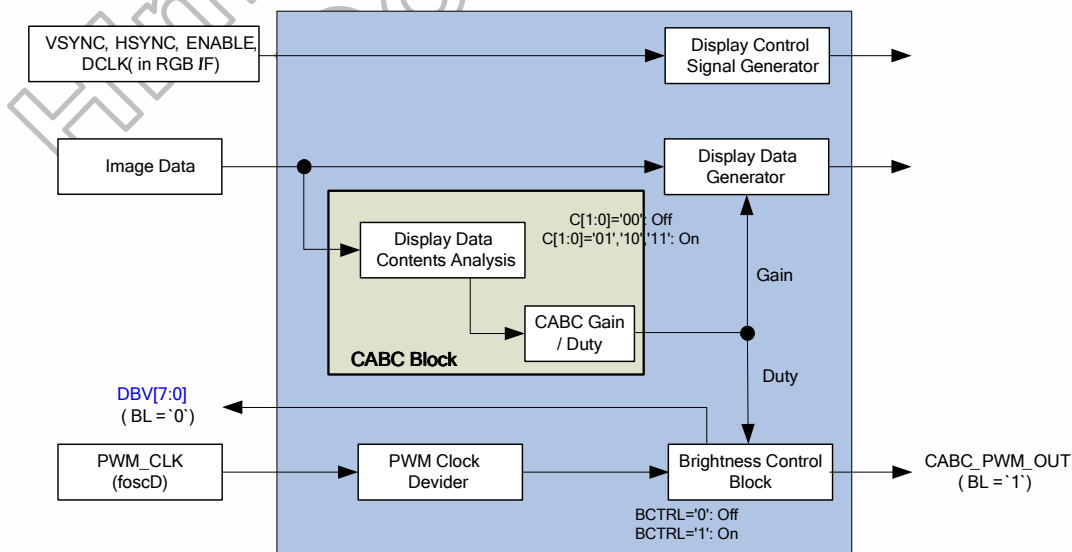 VSYNC, HSYNC, ENABLE,
DCLK( in RGB I/F)
Display Control
Signal Generator
Image Data
Display Data
Generator
C[1:0]='00': Off
C[1:0]='01','10','11': On
Display Data
Contents Analysis
Gain
CABC Gain
/ Duty
CABC Block
Duty
DBV[7:0]
( BL =`0`)
PWM_CLK
(foscD)
PWM Clock
Devider
Brightness Control
Block
CABC_PWM_OUT
( BL =`1`)
BCTRL='0': Off
BCTRL='1': On